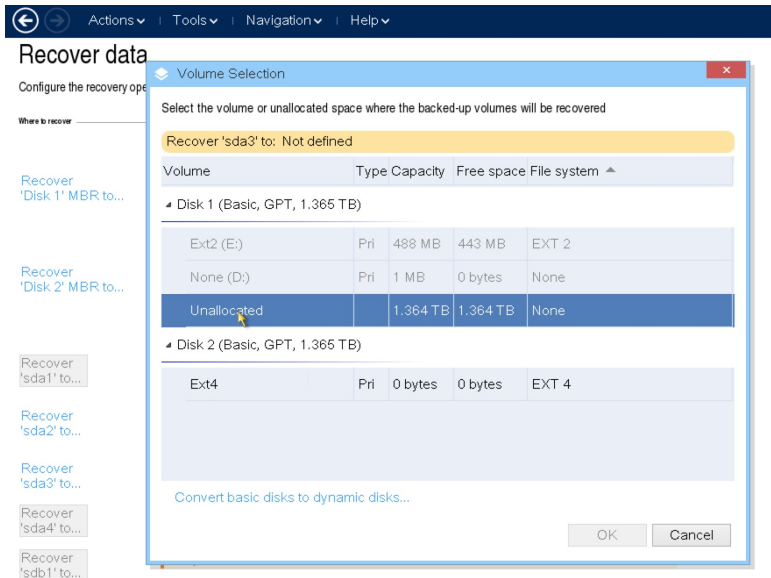 Actions Tools Navigation Help
Recover data
Configure the recovery ope
Where to recover
Recover
'Disk 1' MBR to...
Recover
'Disk 2' MBR to...
Recover
'sda1' to...
Recover
'sda2' to...
Recover
'sda3' to...
Recover
'sda4' to...
Recover
'sdb1' to...
Volume Selection
Select the volume or unallocated space where the backed-up volumes will be recovered
Recover 'sda3' to: Not defined
Volume Type Capacity Free space File system
Disk 1 (Basic, GPT, 1.365 TB)
Ext2 (E:) Pri 488 MB 443 MB EXT 2
None (D:) Pri 1 MB 0 bytes None
Unallocated 1.364 TB 1.364 TB None
Disk 2 (Basic, GPT, 1.365 TB)
Ext4 Pri 0 bytes 0 bytes EXT 4
Convert basic disks to dynamic disks...
OK Cancel